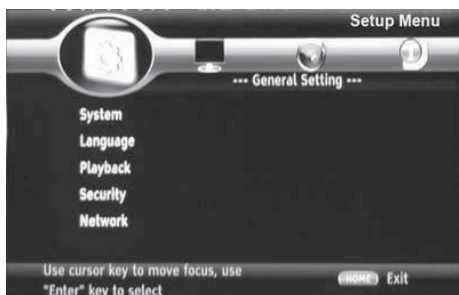 Setup Menu
--- General Setting ---
System
Language
Playback
Security
Network
Use cursor key to move focus, use
"Enter" key to select
HOME Exit